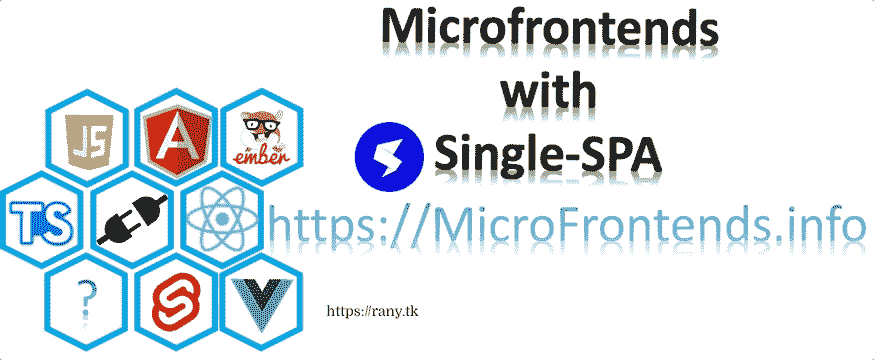 Microfrontends
with
Single-SPA
https://MicroFrontends.info
https://rany.tk
JS
A
ember
TS
?